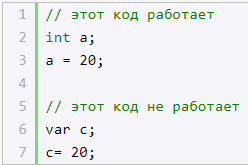 1 // этот код работает
2 int a;
3 a = 20;
4
5 // этот код не работает
6 var c;
7 c= 20;